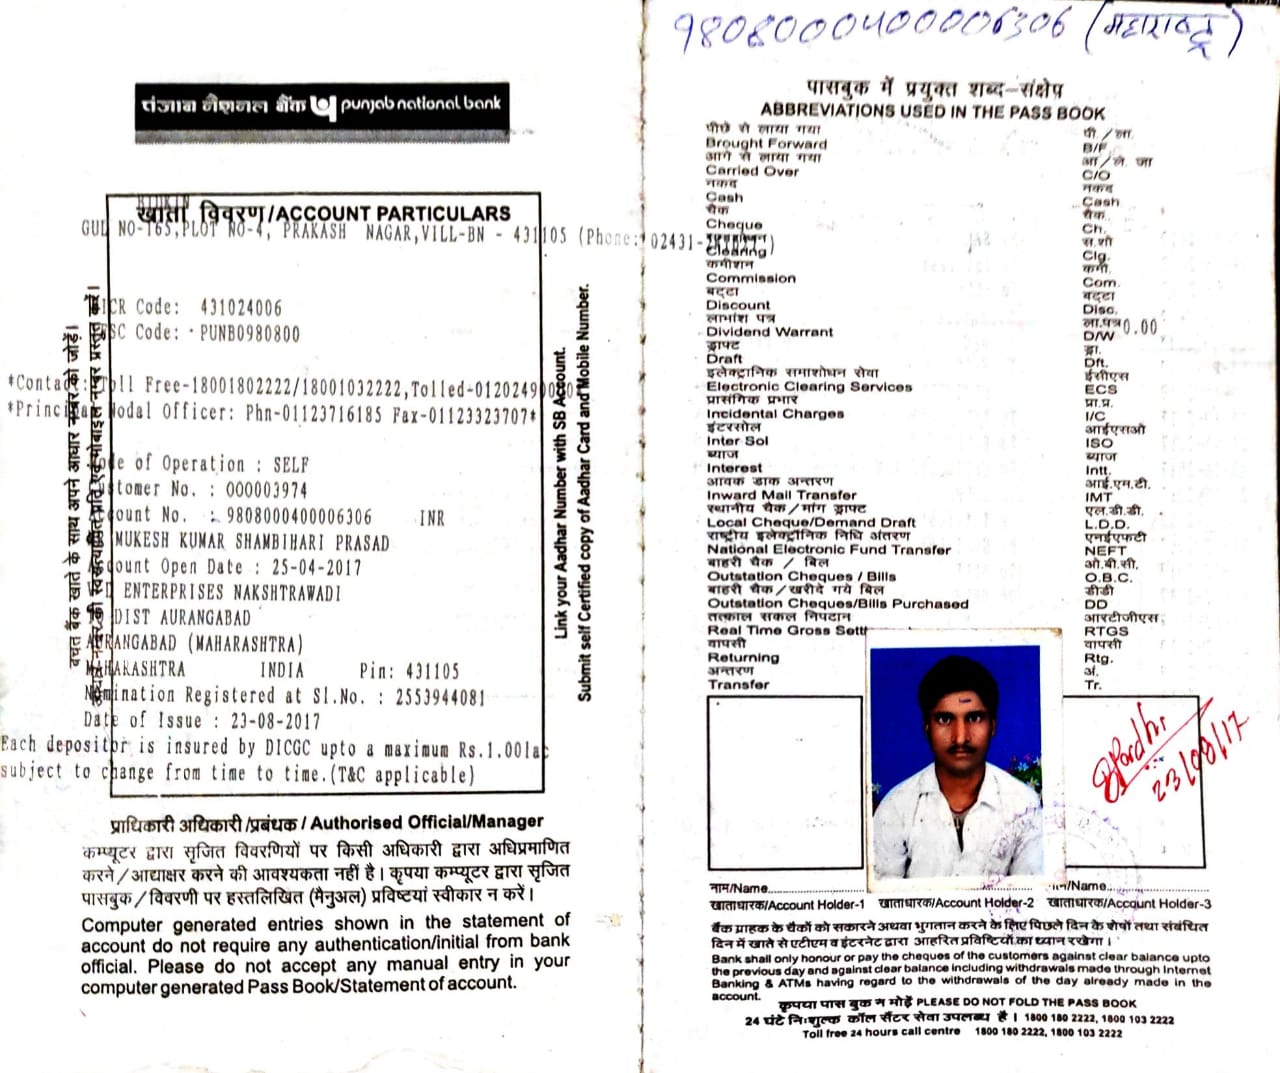 9808000400006306 (महाराष्ट्र)
पंजाब नैशनल बैंक punjab national bank
खाता विवरण/ACCOUNT PARTICULARS
GUL NO-165,PLOT NO-4, PRAKASH NAGAR,VILL-BN - 431105 (Phone: 02431-
ICR Code: 431024006
SC Code: PUNB0980800
*Contact: Toll Free-18001802222/18001032222,Tolled-0120249000
*Principal Nodal Officer: Phn-01123716185 Fax-01123323707*
de of Operation : SELF
stomer No. : 000003974
count No. : 9808000400006306 INR
MUKESH KUMAR SHAMBIHARI PRASAD
count Open Date : 25-04-2017
ENTERPRISES NAKSHTRAWADI
DIST AURANGABAD
AURANGABAD (MAHARASHTRA)
MAHARASHTRA INDIA Pin: 431105
Nomination Registered at Sl.No. : 2553944081
Date of Issue : 23-08-2017
Each depositor is insured by DICGC upto a maximum Rs.1.00lac
subject to change from time to time.(T&C applicable)
बचत बैंक खाते के साथ अपने आधार नम्बर को जोड़ें।
Link your Aadhar Number with SB Account.
Submit self Certified copy of Aadhar Card and Mobile Number.
प्राधिकारी अधिकारी/प्रबंधक / Authorised Official/Manager
कम्प्यूटर द्वारा सृजित विवरणियों पर किसी अधिकारी द्वारा अधिप्रमाणित
करने/आद्याक्षर करने की आवश्यकता नहीं है। कृपया कम्प्यूटर द्वारा सृजित
पासबुक/विवरणी पर हस्तलिखित (मैनुअल) प्रविष्टियां स्वीकार न करें।
Computer generated entries shown in the statement of
account do not require any authentication/initial from bank
official. Please do not accept any manual entry in your
computer generated Pass Book/Statement of account.
पासबुक में प्रयुक्त शब्द-संक्षेप
ABBREVIATIONS USED IN THE PASS BOOK
पीछे से लाया गया पी/ला.
Brought Forward B/F
आगे से लाया गया आ/ले. जा
Carried Over C/O
नकद नकद
Cash Cash
चैक चैक.
Cheque Ch.
स.शो
Clearing Clg.
कमीशन कमी.
Commission Com.
बट्टा बट्टा
Discount Disc.
लाभांश पत्र ला.पत्र 0.00
Dividend Warrant D/W
ड्राफ्ट ड्रा.
Draft Dft.
इलेक्ट्रानिक समाशोधन सेवा ईसीएस
Electronic Clearing Services ECS
प्रासंगिक प्रभार प्रा.प्र.
Incidental Charges I/C
इंटरसोल आईएसओ
Inter Sol ISO
ब्याज ब्याज
Interest Intt.
आवक डाक अन्तरण आई.एम.टी.
Inward Mail Transfer IMT
स्थानीय चैक/मांग ड्राफ्ट एल.डी.डी.
Local Cheque/Demand Draft L.D.D.
राष्ट्रीय इलेक्ट्रॉनिक निधि अंतरण एनईएफटी
National Electronic Fund Transfer NEFT
बाहरी चैक / बिल ओ.बी.सी.
Outstation Cheques / Bills O.B.C.
बाहरी चैक/खरीदे गये बिल डीडी
Outstation Cheques/Bills Purchased DD
तत्काल सकल निपटान आरटीजीएस
Real Time Gross Settl RTGS
वापसी वापसी
Returning Rtg.
अन्तरण अं.
Transfer Tr.
23/08/17
नाम/Name नाम/Name
खाताधारक/Account Holder-1 खाताधारक/Account Holder-2 खाताधारक/Account Holder-3
बैंक ग्राहक के चैकों को सकारने अथवा भुगतान करने के लिए पिछले दिन के शेषों तथा संबंधित
दिन में खाते से एटीएम व इंटरनेट द्वारा आहरित प्रविष्टियों का ध्यान रखेगा।
Bank shall only honour or pay the cheques of the customers against clear balance upto
the previous day and against clear balance including withdrawals made through Internet
Banking & ATMs having regard to the withdrawals of the day already made in the
account.
कृपया पास बुक न मोड़ें PLEASE DO NOT FOLD THE PASS BOOK
24 घंटे निःशुल्क कॉल सैंटर सेवा उपलब्ध है। 1800 180 2222, 1800 103 2222
Toll free 24 hours call centre 1800 180 2222, 1800 103 2222